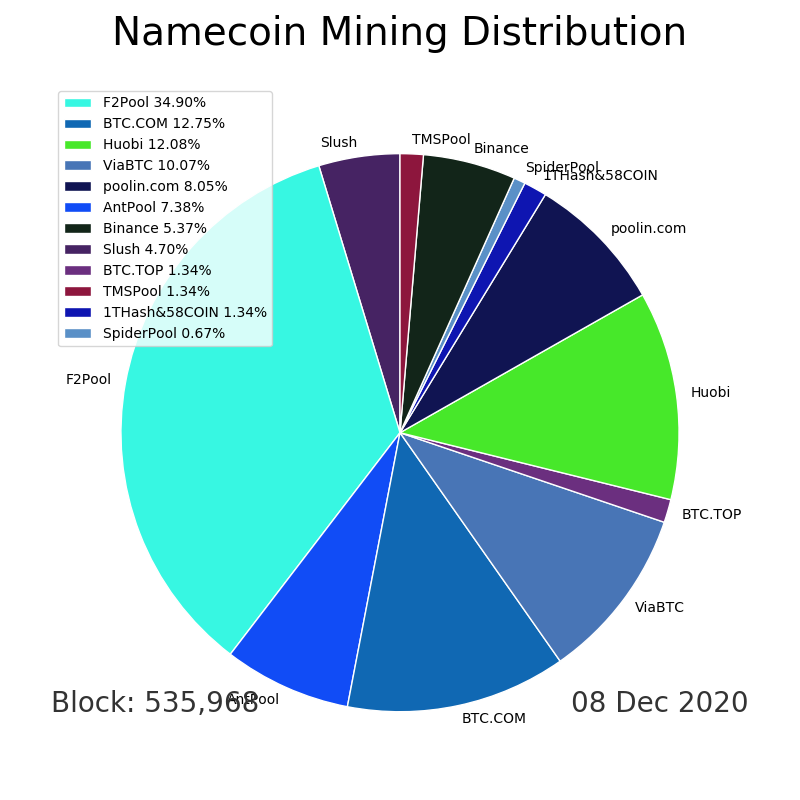 Namecoin Mining Distribution
F2Pool 34.90%
BTC.COM 12.75%
Huobi 12.08%
ViaBTC 10.07%
poolin.com 8.05%
AntPool 7.38%
Binance 5.37%
Slush 4.70%
BTC.TOP 1.34%
TMSPool 1.34%
1THash&58COIN 1.34%
SpiderPool 0.67%
Slush
TMSPool
Binance
SpiderPool
1THash&58COIN
poolin.com
F2Pool
Huobi
BTC.TOP
ViaBTC
AntPool
BTC.COM
Block: 535,968
08 Dec 2020